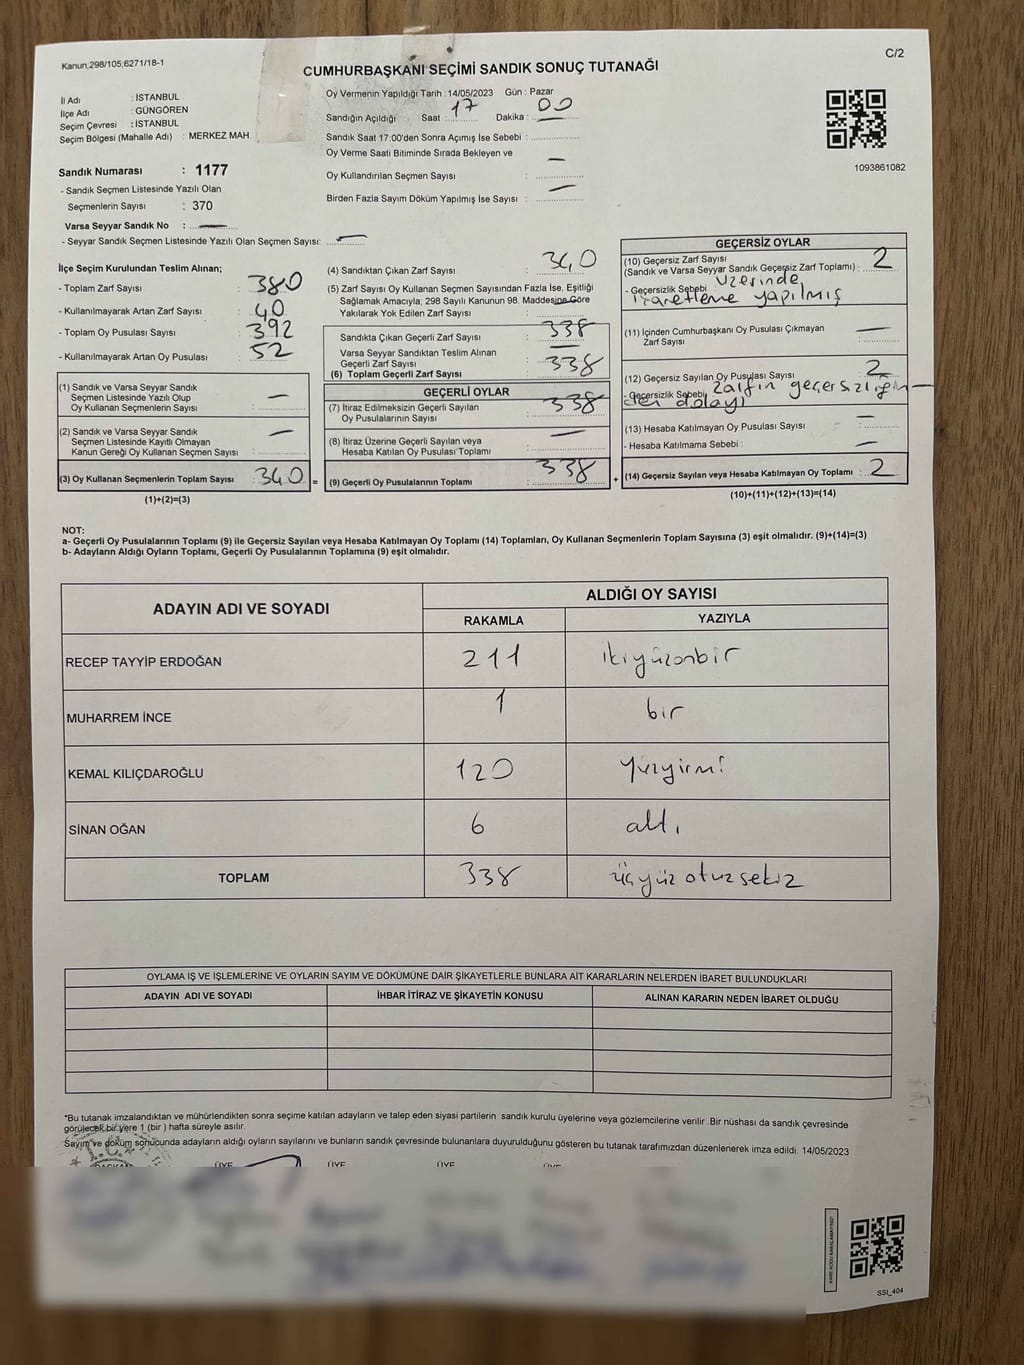 Kanun:298/105;6271/18-1
C/2
CUMHURBAŞKANI SEÇİMİ SANDIK SONUÇ TUTANAĞI
İl Adı : İSTANBUL
İlçe Adı : GÜNGÖREN
Seçim Çevresi : İSTANBUL
Seçim Bölgesi (Mahalle Adı) : MERKEZ MAH
Oy Vermenin Yapıldığı Tarih : 14/05/2023 Gün : Pazar
Sandığın Açıldığı Saat : 17 Dakika : 00
Sandık Saat 17:00'den Sonra Açımış İse Sebebi :
Oy Verme Saati Bitiminde Sırada Bekleyen ve
Oy Kullandırılan Seçmen Sayısı : —
Birden Fazla Sayım Döküm Yapılmış İse Sayısı : —
1093861082
Sandık Numarası : 1177
- Sandık Seçmen Listesinde Yazılı Olan
Seçmenlerin Sayısı : 370
Varsa Seyyar Sandık No : —
- Seyyar Sandık Seçmen Listesinde Yazılı Olan Seçmen Sayısı: —
İlçe Seçim Kurulundan Teslim Alınan;
- Toplam Zarf Sayısı : 380
- Kullanılmayarak Artan Zarf Sayısı : 40
- Toplam Oy Pusulası Sayısı : 392
- Kullanılmayarak Artan Oy Pusulası : 52
(1) Sandık ve Varsa Seyyar Sandık
Seçmen Listesinde Yazılı Olup
Oy Kullanan Seçmenlerin Sayısı : —
(2) Sandık ve Varsa Seyyar Sandık
Seçmen Listesinde Kayıtlı Olmayan
Kanun Gereği Oy Kullanan Seçmen Sayısı : —
(3) Oy Kullanan Seçmenlerin Toplam Sayısı : 340 =
(1)+(2)=(3)
(4) Sandıktan Çıkan Zarf Sayısı : 340
(5) Zarf Sayısı Oy Kullanan Seçmen Sayısından Fazla İse, Eşitliği
Sağlamak Amacıyla; 298 Sayılı Kanunun 98. Maddesine Göre
Yakılarak Yok Edilen Zarf Sayısı : —
Sandıkta Çıkan Geçerli Zarf Sayısı : 338
Varsa Seyyar Sandıktan Teslim Alınan
Geçerli Zarf Sayısı : —
(6) Toplam Geçerli Zarf Sayısı : 338
GEÇERLİ OYLAR
(7) İtiraz Edilmeksizin Geçerli Sayılan
Oy Pusulalarının Sayısı : 338
(8) İtiraz Üzerine Geçerli Sayılan veya
Hesaba Katılan Oy Pusulası Toplamı : —
(9) Geçerli Oy Pusulalarının Toplamı : 338 +
GEÇERSİZ OYLAR
(10) Geçersiz Zarf Sayısı
(Sandık ve Varsa Seyyar Sandık Geçersiz Zarf Toplamı) : 2
- Geçersizlik Sebebi : üzerinde
işaretleme yapılmış
(11) İçinden Cumhurbaşkanı Oy Pusulası Çıkmayan
Zarf Sayısı : —
(12) Geçersiz Sayılan Oy Pusulası Sayısı : 2
- Geçersizlik Sebebi : zarfın geçersizliğin-
den dolayı
(13) Hesaba Katılmayan Oy Pusulası Sayısı : —
- Hesaba Katılmama Sebebi : —
(14) Geçersiz Sayılan veya Hesaba Katılmayan Oy Toplamı : 2
(10)+(11)+(12)+(13)=(14)
NOT:
a- Geçerli Oy Pusulalarının Toplamı (9) ile Geçersiz Sayılan veya Hesaba Katılmayan Oy Toplamı (14) Toplamları, Oy Kullanan Seçmenlerin Toplam Sayısına (3) eşit olmalıdır. (9)+(14)=(3)
b- Adayların Aldığı Oyların Toplamı, Geçerli Oy Pusulalarının Toplamına (9) eşit olmalıdır.
ADAYIN ADI VE SOYADI ALDIĞI OY SAYISI
RAKAMLA YAZIYLA
RECEP TAYYİP ERDOĞAN 211 ikiyüzonbir
MUHARREM İNCE 1 bir
KEMAL KILIÇDAROĞLU 120 yüzyirmi
SİNAN OĞAN 6 altı
TOPLAM 338 üçyüz otuz sekiz
OYLAMA İŞ VE İŞLEMLERİNE VE OYLARIN SAYIM VE DÖKÜMÜNE DAİR ŞİKAYETLERLE BUNLARA AİT KARARLARIN NELERDEN İBARET BULUNDUKLARI
ADAYIN ADI VE SOYADI İHBAR İTİRAZ VE ŞİKAYETİN KONUSU ALINAN KARARIN NEDEN İBARET OLDUĞU
*Bu tutanak imzalandıktan ve mühürlendikten sonra seçime katılan adayların ve talep eden siyasi partilerin sandık kurulu üyelerine veya gözlemcilerine verilir. Bir nüshası da sandık çevresinde
görülecek bir yere 1 (bir ) hafta süreyle asılır.
Sayım ve döküm sonucunda adayların aldığı oyların sayılarını ve bunların sandık çevresinde bulunanlara duyurulduğunu gösteren bu tutanak tarafımızdan düzenlenerek imza edildi. 14/05/2023
T.C.
BAŞKAN ÜYE ÜYE ÜYE ÜYE
KARE KODU KARALAMAYINIZ!
SSI_404